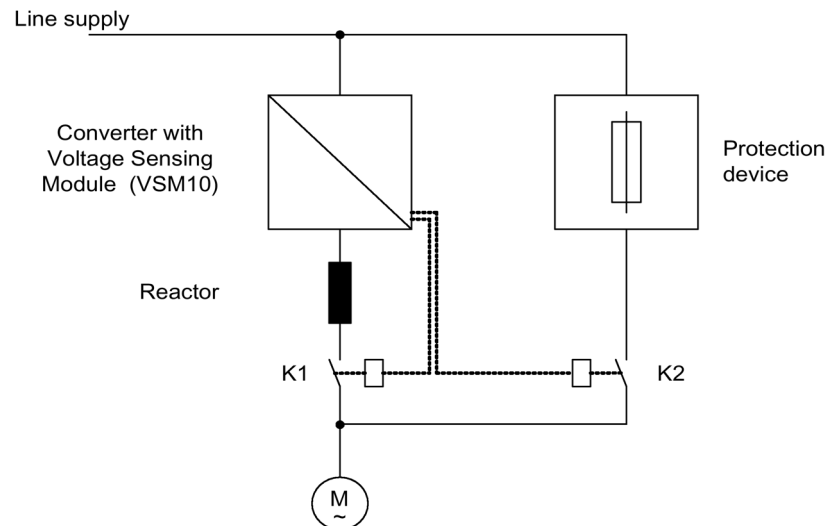 Line supply
Converter with
Voltage Sensing
Module (VSM10)
Protection
device
Reactor
K1
K2
M
~